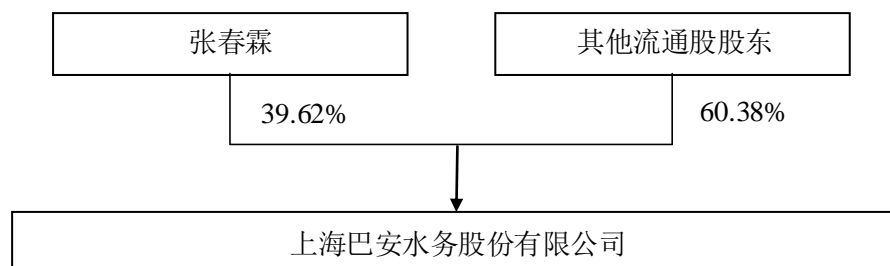 张春霖
其他流通股股东
39.62%
60.38%
上海巴安水务股份有限公司